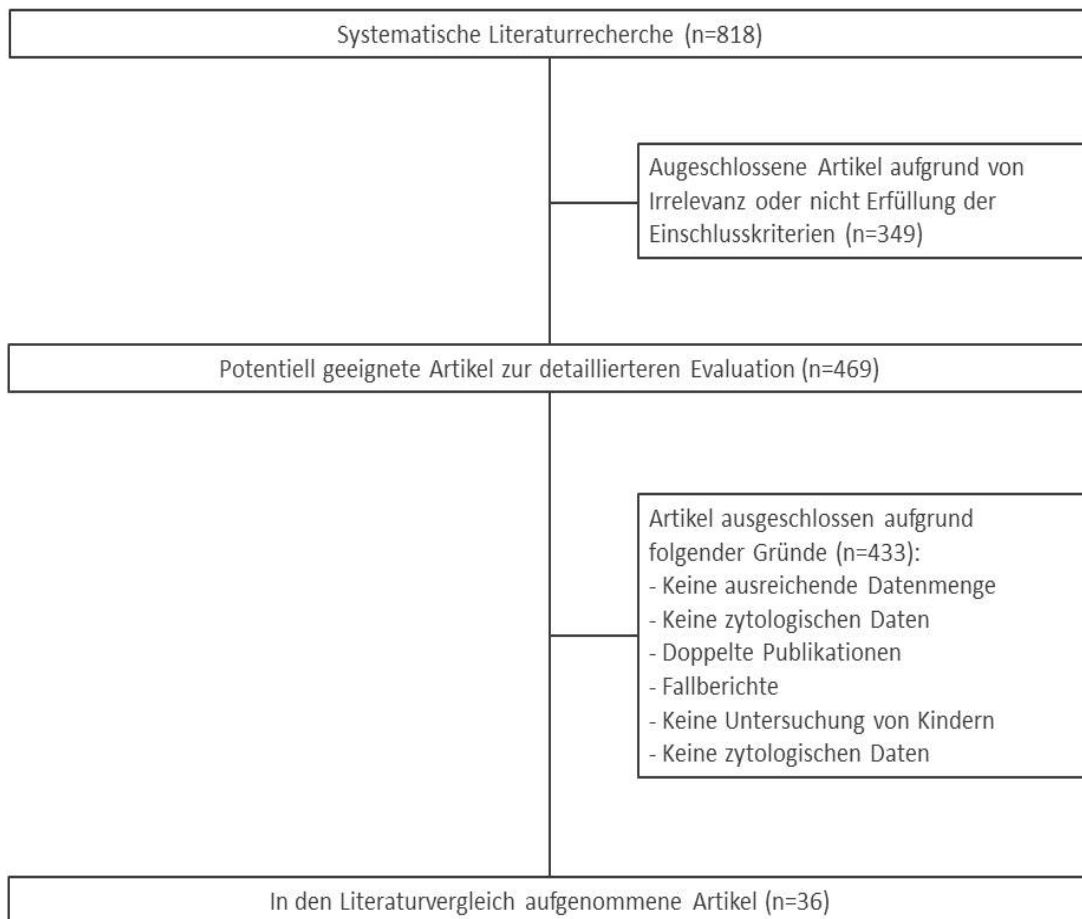 Systematische Literaturrecherche (n=818)
Augeschlossene Artikel aufgrund von
Irrelevanz oder nicht Erfüllung der
Einschlusskriterien (n=349)
Potentiell geeignete Artikel zur detaillierteren Evaluation (n=469)
Artikel ausgeschlossen aufgrund
folgender Gründe (n=433):
- Keine ausreichende Datenmenge
- Keine zytologischen Daten
- Doppelte Publikationen
- Fallberichte
- Keine Untersuchung von Kindern
- Keine zytologischen Daten
In den Literaturvergleich aufgenommene Artikel (n=36)